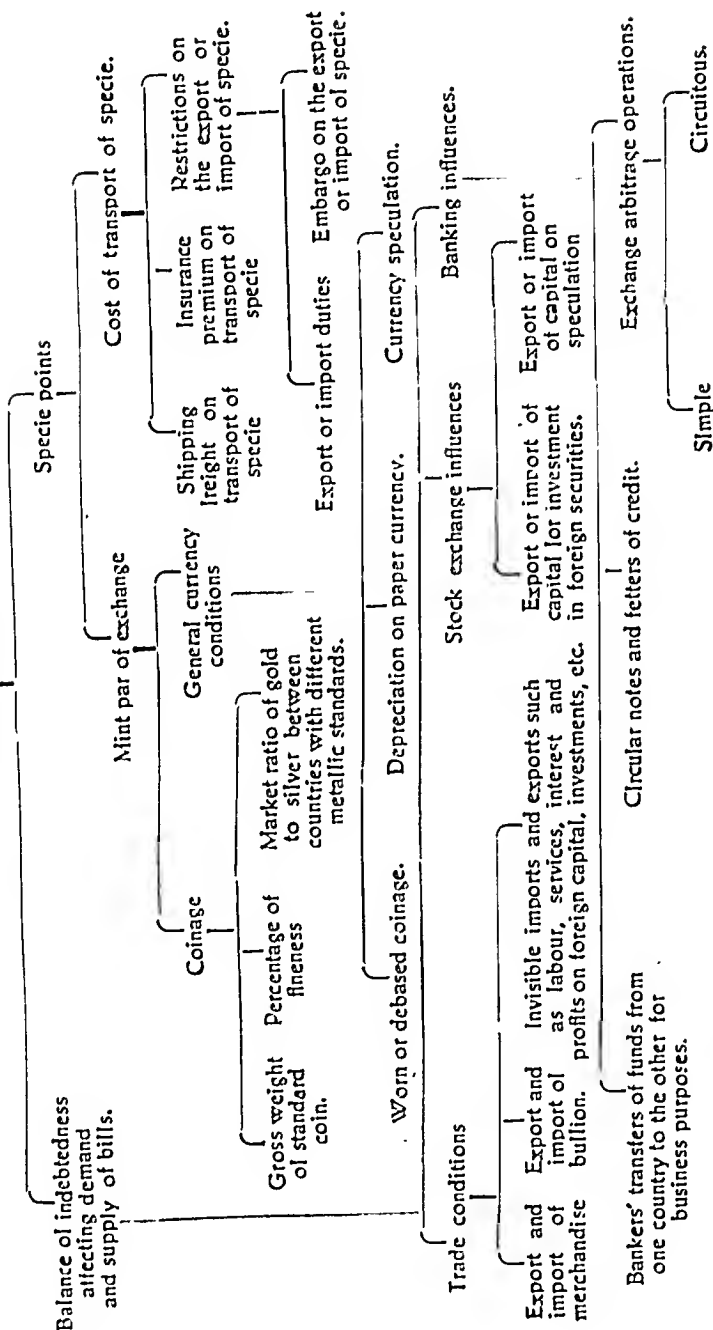 Balance of indebtedness
affecting demand
and supply of bills.
Specie points
Mint par of exchange
Cost of transport of specie.
Coinage
General currency
conditions
Shipping
freight on
transport of
specie
Insurance
premium on
transport of
specie
Restrictions on
the export or
import of specie.
Gross weight
of standard
coin.
Percentage of
fineness
Market ratio of gold
to silver between
countries with different
metallic standards.
Export or import duties
Embargo on the export
or import of specie.
Worn or debased coinage.
Depreciation on paper currency.
Currency speculation.
Trade conditions
Stock exchange influences
Banking influences.
Export and
import of
merchandise
Export and
import of
bullion.
Invisible imports and exports such
as labour, services, interest and
profits on foreign capital, investments, etc.
Export or import of
capital for investment
in foreign securities.
Export or import
of capital on
speculation
Bankers' transfers of funds from
one country to the other for
business purposes.
Circular notes and fetters of credit.
Exchange arbitrage operations.
Simple
Circuitous.